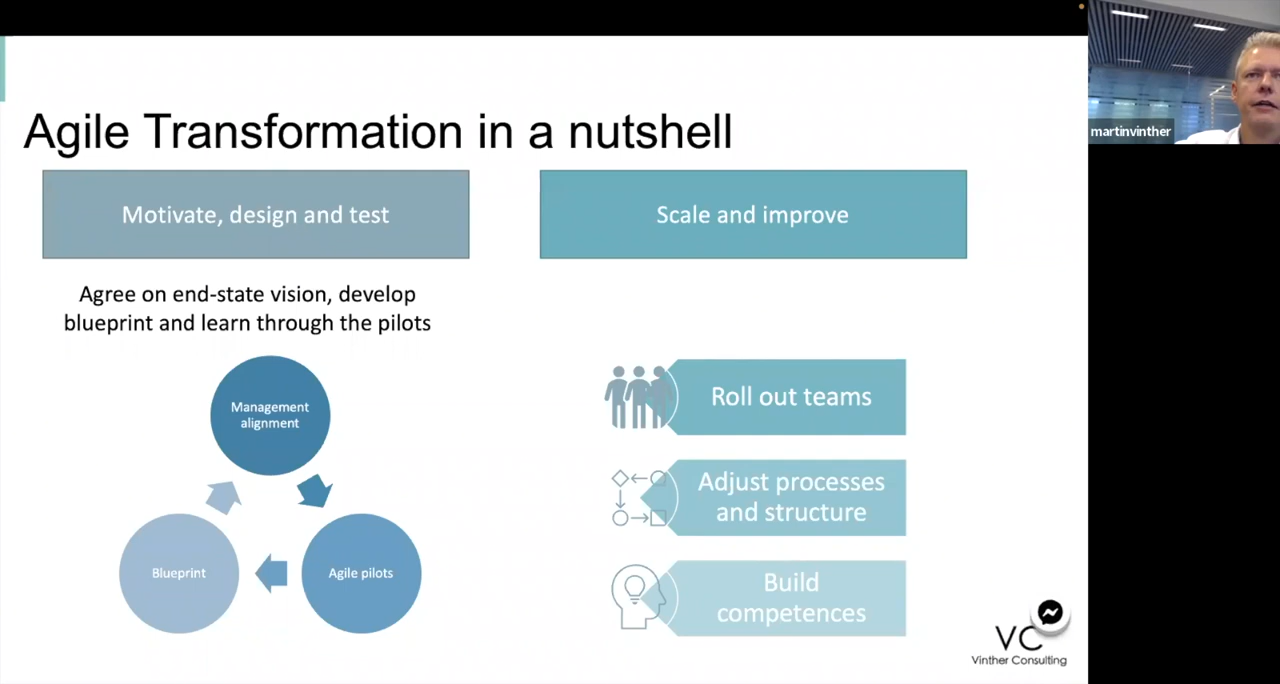 Agile Transformation in a nutshell
Motivate, design and test
Scale and improve
Agree on end-state vision, develop
blueprint and learn through the pilots
Management
alignment
Blueprint
Agile pilots
Roll out teams
Adjust processes
and structure
Build
competences
VC
Vinther Consulting
martinvinther